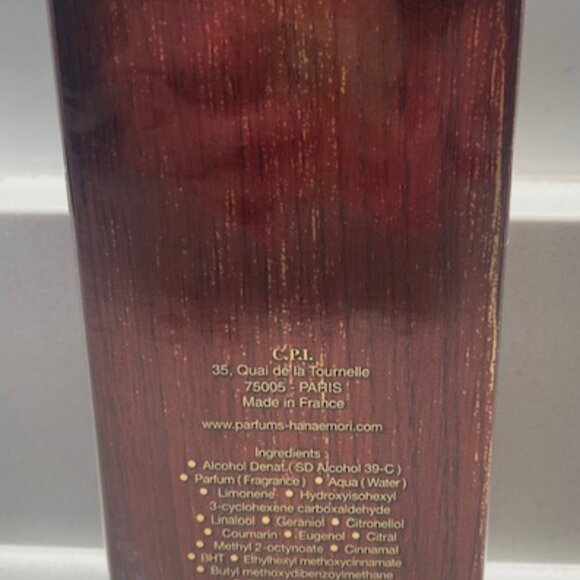 C.P.I.
35, Quai de la Tournelle
75005 - PARIS
Made in France
www.parfums-hanaemori.com
Ingredients :
• Alcohol Denat. ( SD Alcohol 39-C )
• Parfum ( Fragrance ) • Aqua ( Water )
• Limonene • Hydroxyisohexyl
3-cyclohexene carboxaldehyde
• Linalool • Geraniol • Citronhellol
• Coumarin • Eugenol • Citral
• Methyl 2-octynoate • Cinnamal
• BHT • Ethylhexyl methoxycinnamate
• Butyl methoxydibenzoylmethane